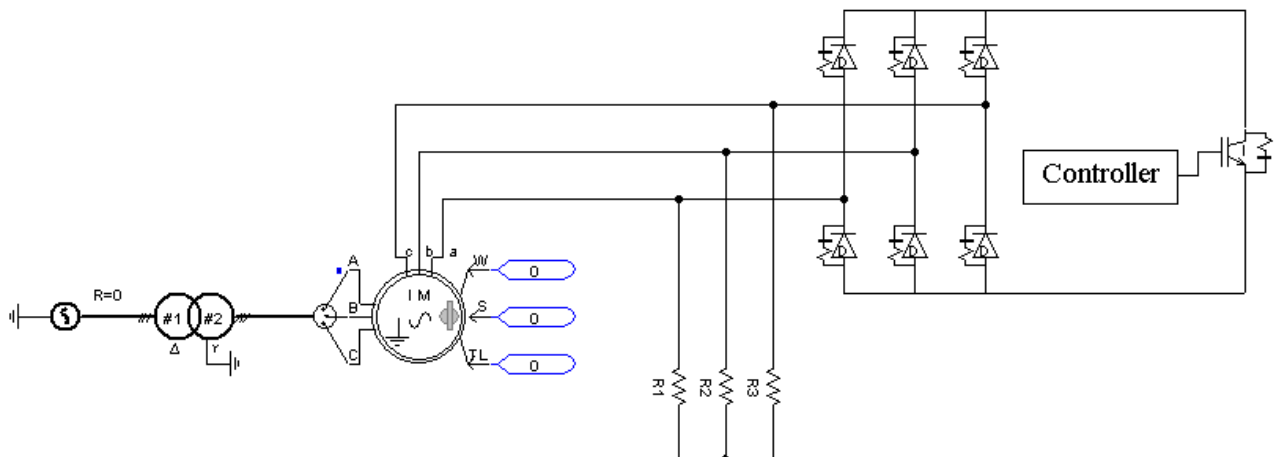 D D D
Controller
D D D
c b a
A
W
0
R=0
I M
#1 #2
B
S
0
Δ
Y
C
TL
0
R1 R2 R3